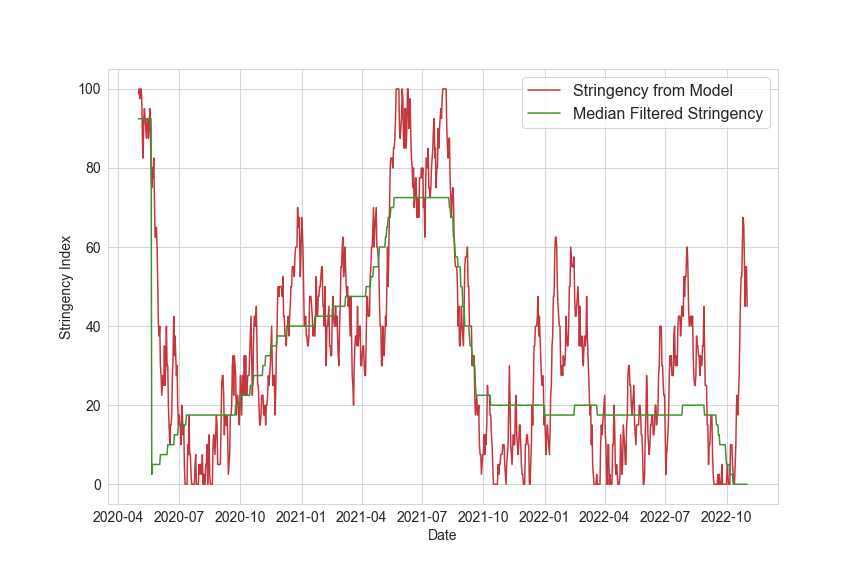 Stringency from Model
Median Filtered Stringency
Stringency Index
100
80
60
40
20
0
2020-04 2020-07 2020-10 2021-01 2021-04 2021-07 2021-10 2022-01 2022-04 2022-07 2022-10
Date